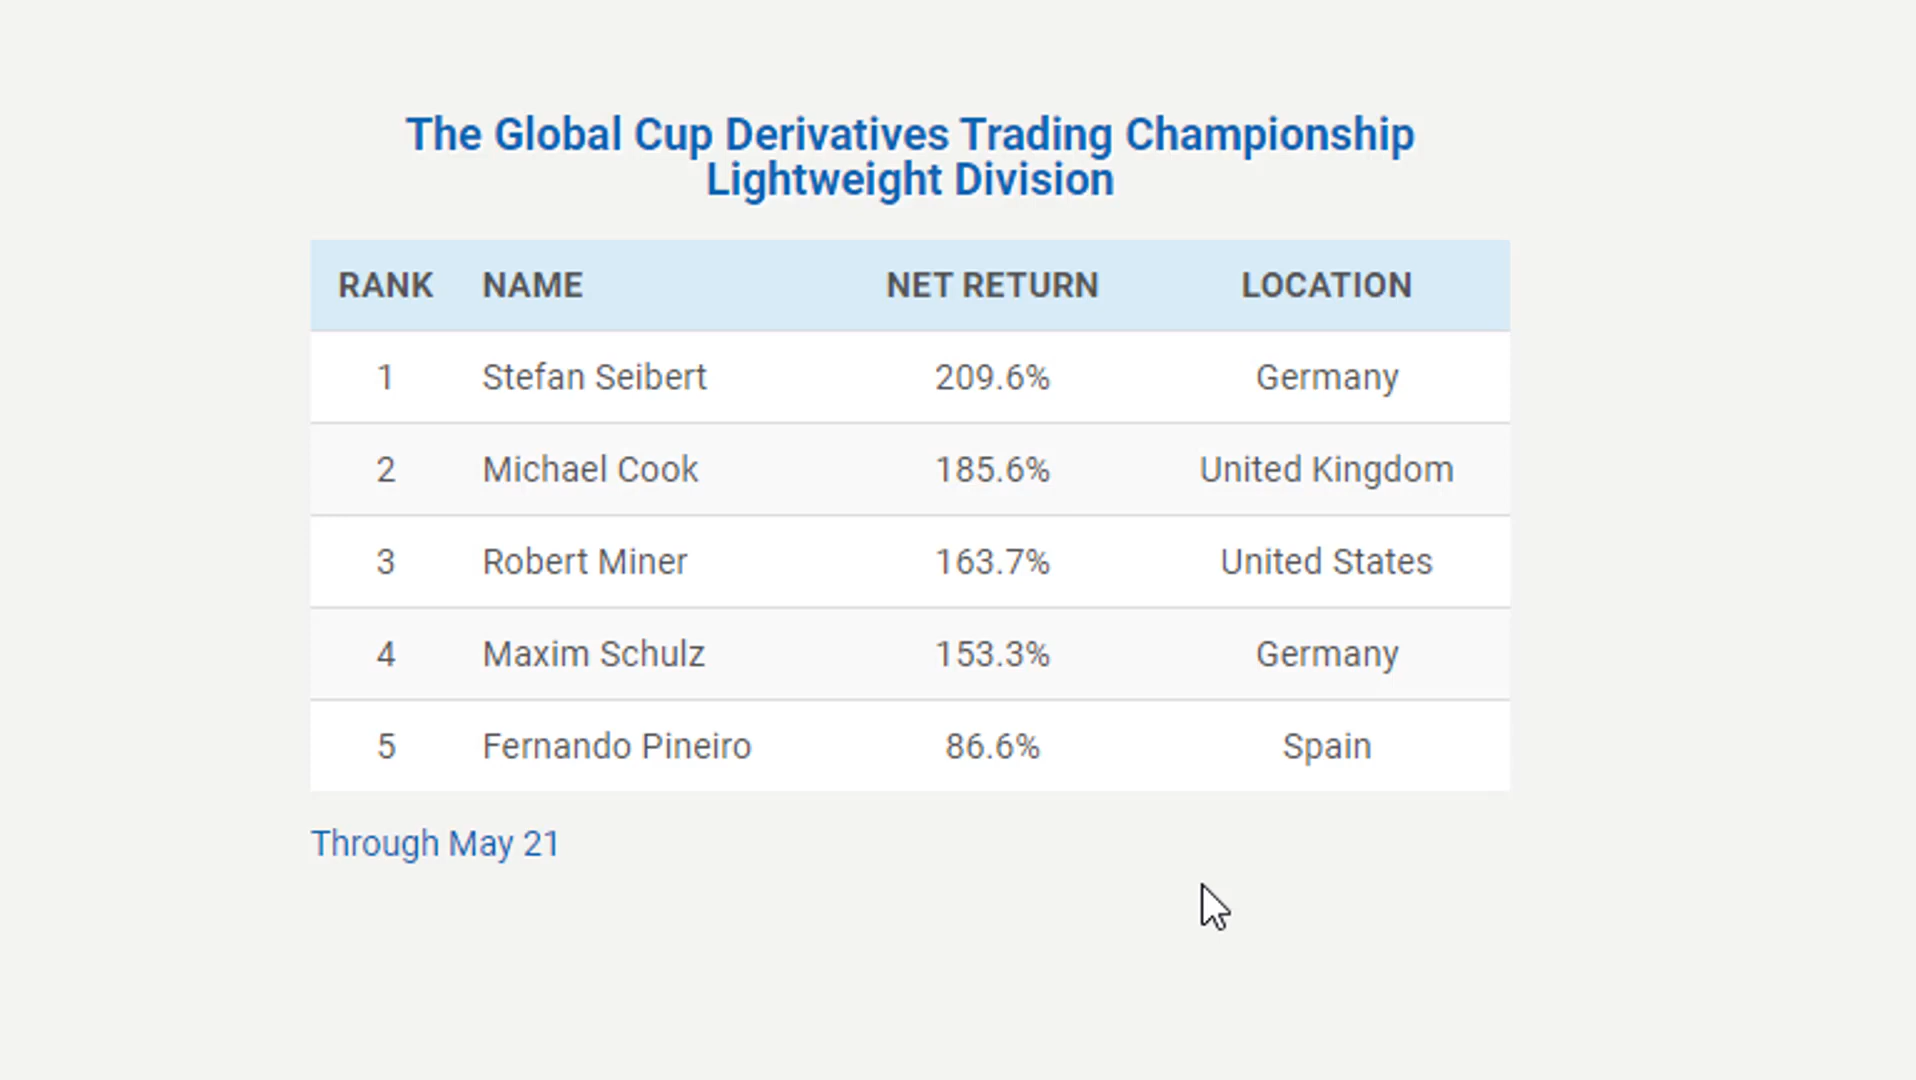 The Global Cup Derivatives Trading Championship
Lightweight Division
RANK NAME NET RETURN LOCATION
1 Stefan Seibert 209.6% Germany
2 Michael Cook 185.6% United Kingdom
3 Robert Miner 163.7% United States
4 Maxim Schulz 153.3% Germany
5 Fernando Pineiro 86.6% Spain
Through May 21